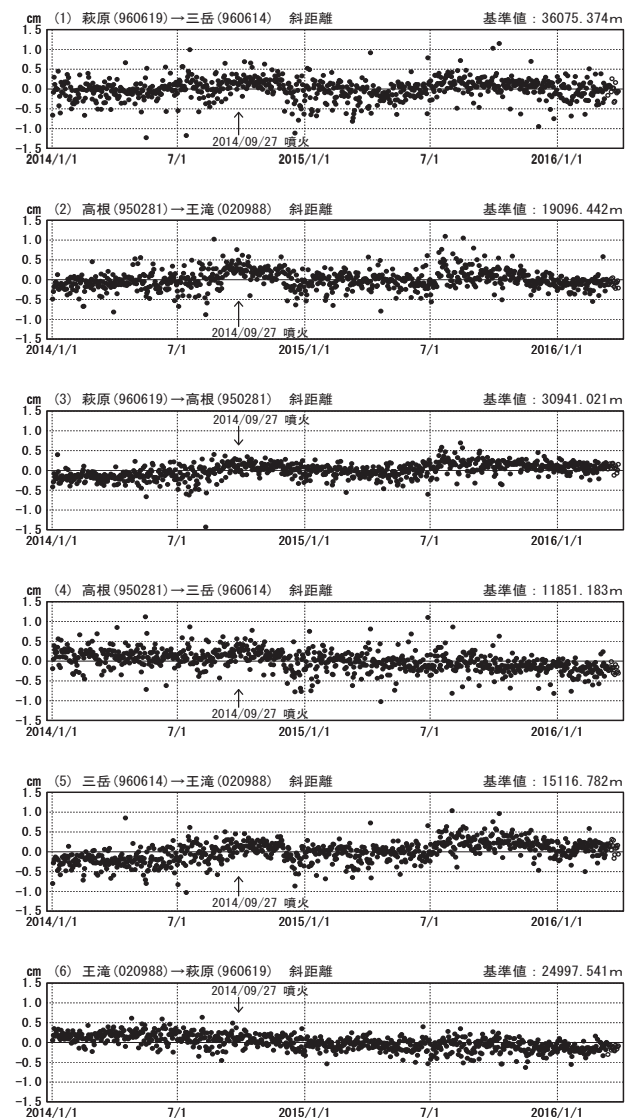 cm (1) 萩原(960619)→三岳(960614) 斜距離 基準値：36075.374m
1.5
1.0
0.5
0.0
-0.5
-1.0
-1.5
2014/09/27 噴火
2014/1/1 7/1 2015/1/1 7/1 2016/1/1
cm (2) 高根(950281)→王滝(020988) 斜距離 基準値：19096.442m
1.5
1.0
0.5
0.0
-0.5
-1.0
-1.5
2014/09/27 噴火
2014/1/1 7/1 2015/1/1 7/1 2016/1/1
cm (3) 萩原(960619)→高根(950281) 斜距離 基準値：30941.021m
1.5
2014/09/27 噴火
1.0
0.5
0.0
-0.5
-1.0
-1.5
2014/1/1 7/1 2015/1/1 7/1 2016/1/1
cm (4) 高根(950281)→三岳(960614) 斜距離 基準値：11851.183m
1.5
1.0
0.5
0.0
-0.5
-1.0
-1.5
2014/09/27 噴火
2014/1/1 7/1 2015/1/1 7/1 2016/1/1
cm (5) 三岳(960614)→王滝(020988) 斜距離 基準値：15116.782m
1.5
1.0
0.5
0.0
-0.5
-1.0
-1.5
2014/09/27 噴火
2014/1/1 7/1 2015/1/1 7/1 2016/1/1
cm (6) 王滝(020988)→萩原(960619) 斜距離 基準値：24997.541m
1.5
2014/09/27 噴火
1.0
0.5
0.0
-0.5
-1.0
-1.5
2014/1/1 7/1 2015/1/1 7/1 2016/1/1